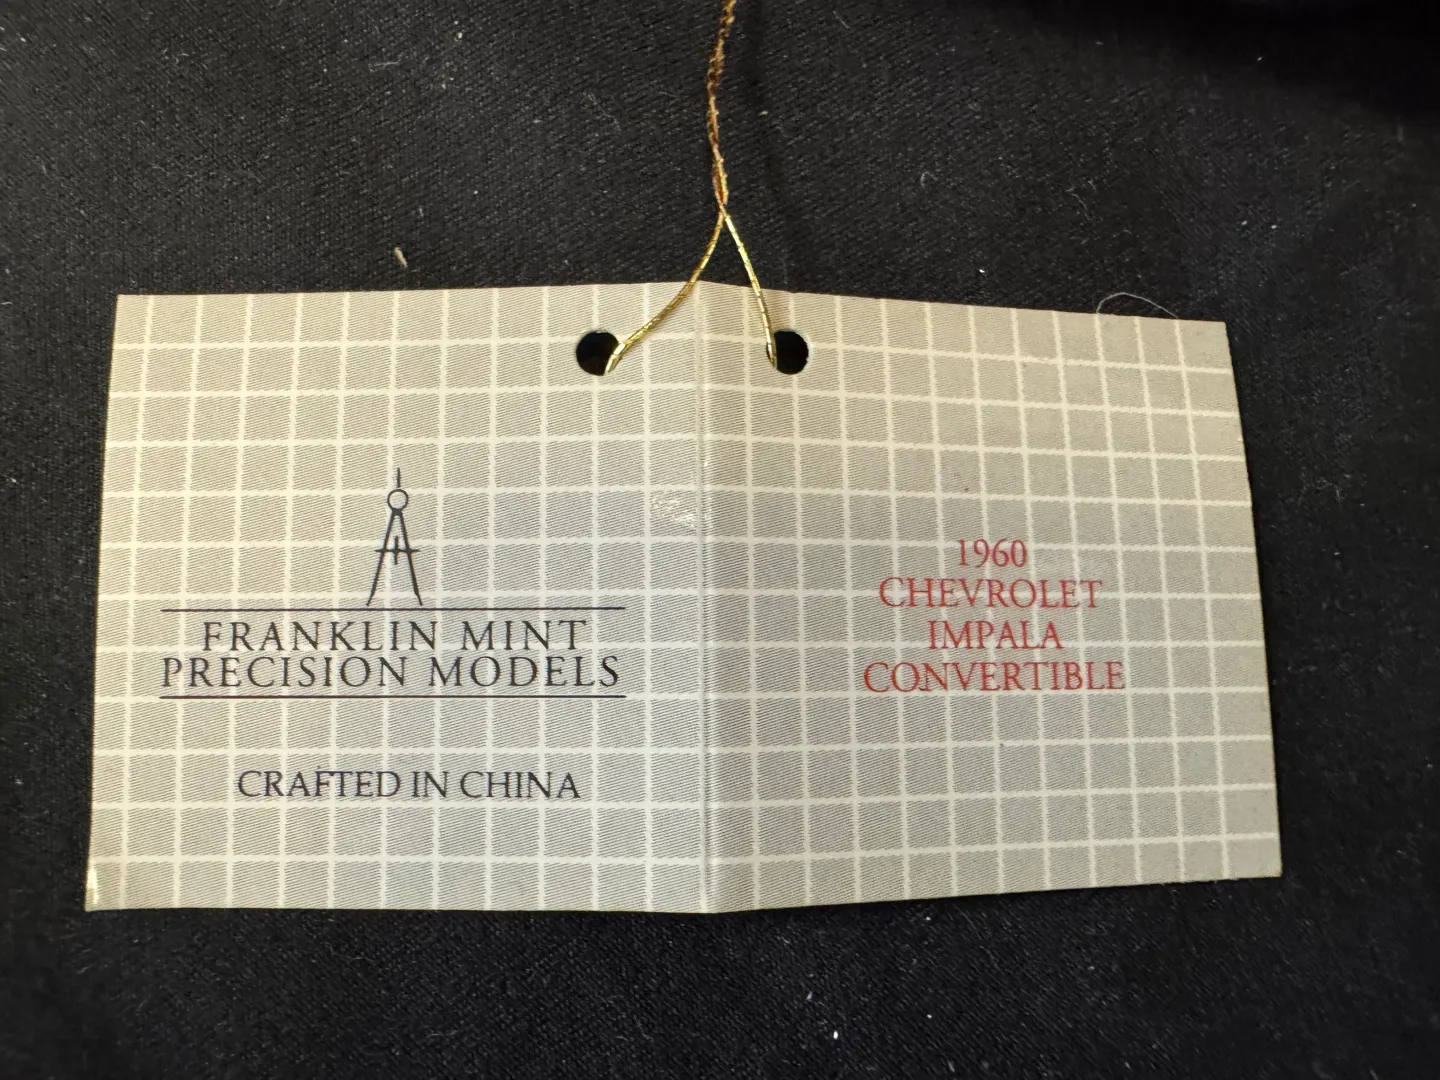 FRANKLIN MINT
PRECISION MODELS
CRAFTED IN CHINA
1960
CHEVROLET
IMPALA
CONVERTIBLE